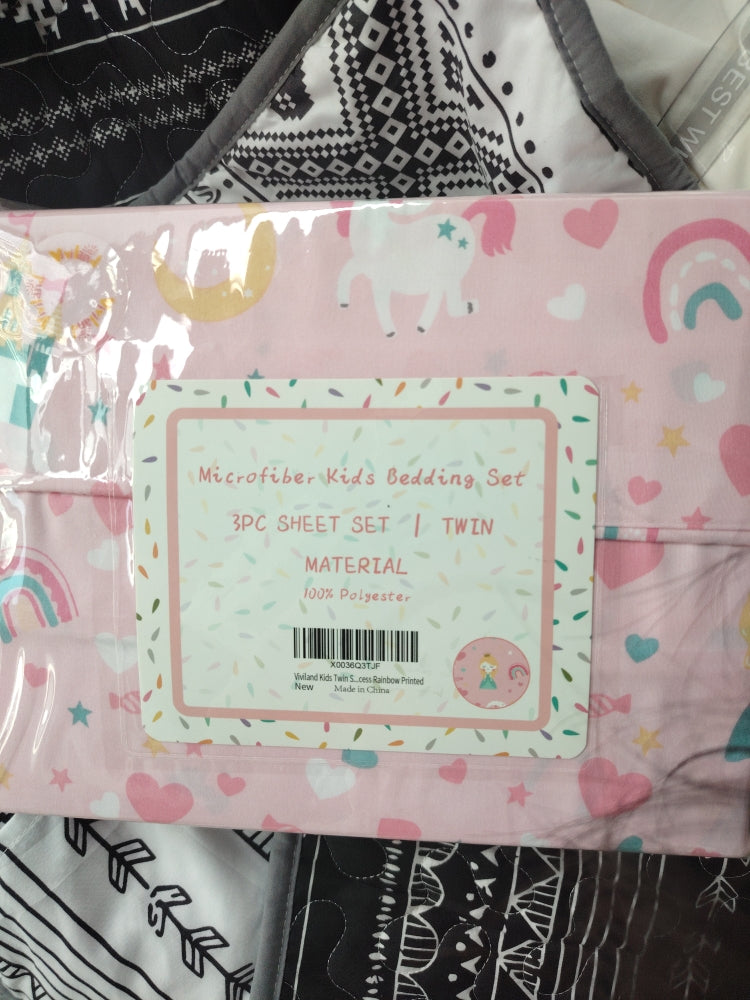 BEST W
Microfiber Kids Bedding Set
3PC SHEET SET | TWIN
MATERIAL
100% Polyester
X0036Q3TJF
Viviland Kids Twin S...cess Rainbow Printed
New Made in China